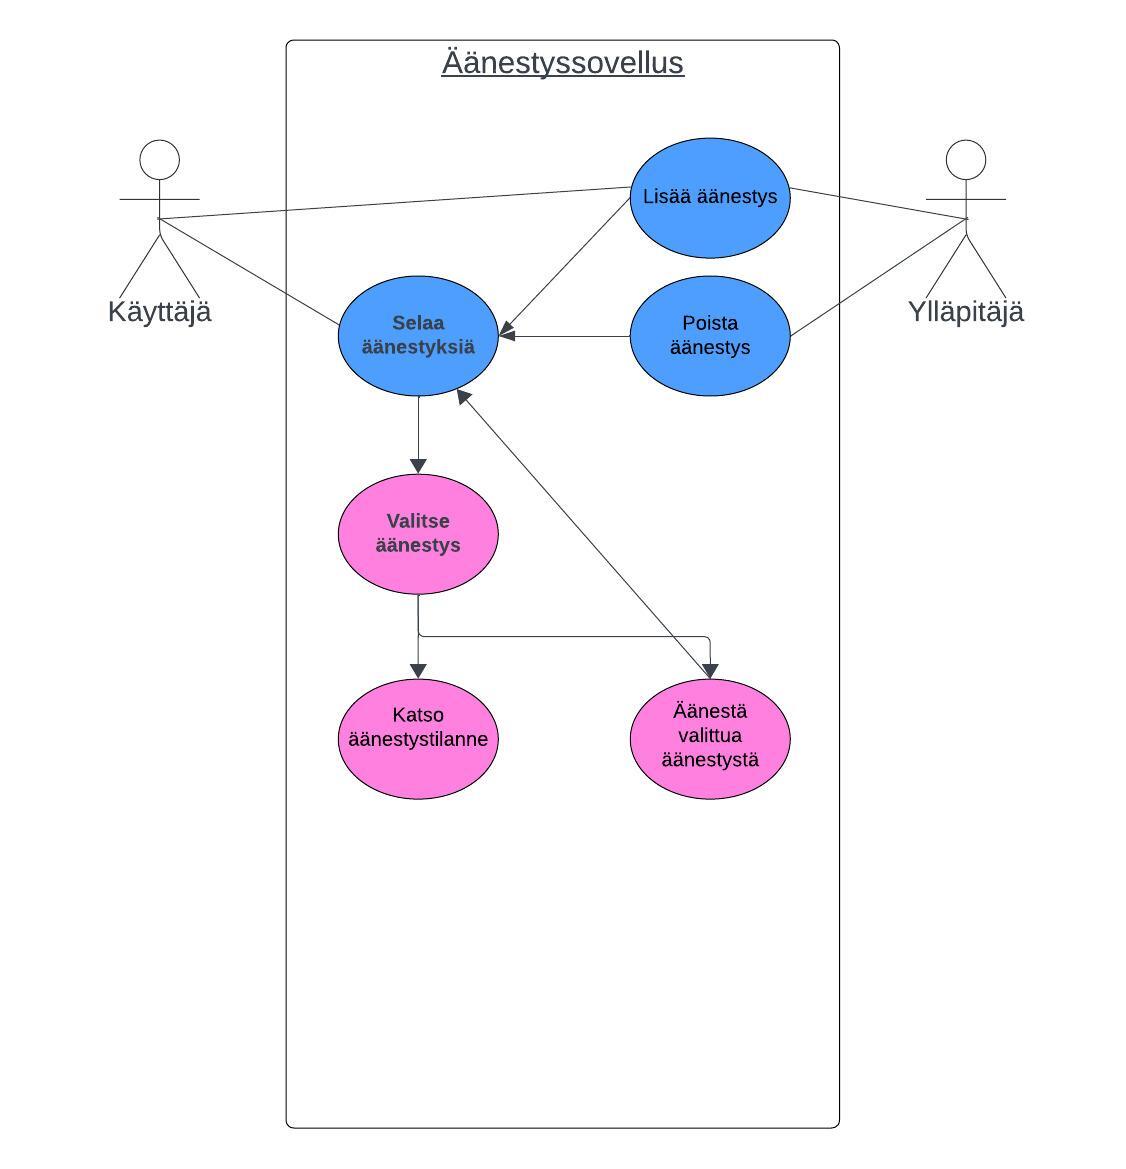 Äänestyssovellus
Lisää äänestys
Käyttäjä
Ylläpitäjä
Selaa
äänestyksiä
Poista
äänestys
Valitse
äänestys
Katso
äänestystilanne
Äänestä
valittua
äänestystä